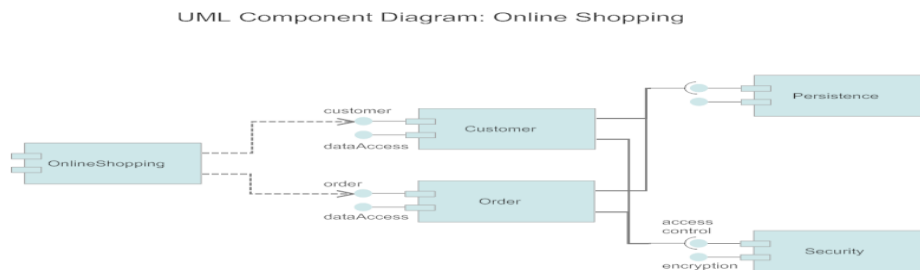 UML Component Diagram: Online Shopping
customer
Persistence
Customer
dataAccess
OnlineShopping
order
Order
dataAccess
access
control
Security
encryption